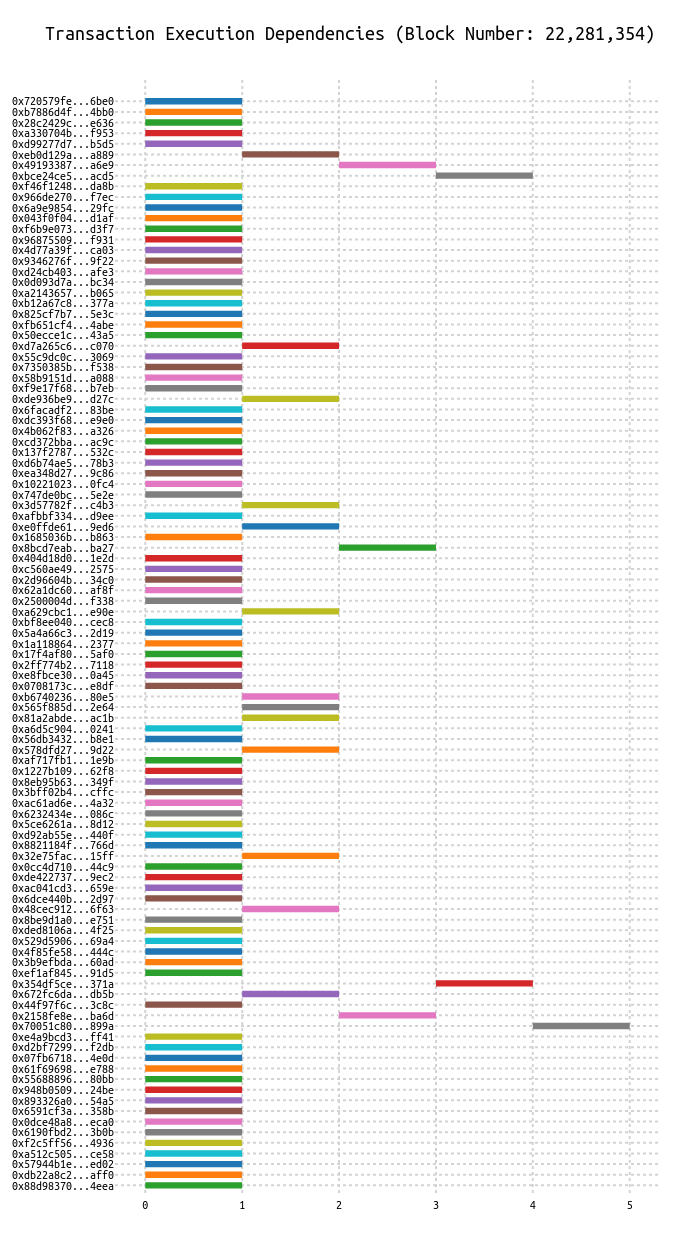 Transaction Execution Dependencies (Block Number: 22,281,354)
0x720579fe...6be0
0xb7886d4f...4bb0
0x28c2429c...e636
0xa330704b...f953
0xd99277d7...b5d5
0xeb0d129a...a889
0x49193387...a6e9
0xbce24ce5...acd5
0xf46f1248...da8b
0x966de270...f7ec
0x6a9e9854...29fc
0x043f0f04...d1af
0xf6b9e073...d3f7
0x96875509...f931
0x4d77a39f...ca03
0x9346276f...9f22
0xd24cb403...afe3
0x0d093d7a...bc34
0xa2143657...b065
0xb12a67c8...377a
0x825cf7b7...5e3c
0xfb651cf4...4abe
0x50ecce1c...43a5
0xd7a265c6...c070
0x55c9dc0c...3069
0x7350385b...f538
0x58b9151d...a088
0xf9e17f68...b7eb
0xde936be9...d27c
0x6facadf2...83be
0xdc393f68...e9e0
0x4b062f83...a326
0xcd372bba...ac9c
0x137f2787...532c
0xd6b74ae5...78b3
0xea348d27...9c86
0x10221023...0fc4
0x747de0bc...5e2e
0x3d57782f...c4b3
0xafbbf334...d9ee
0xe0ffde61...9ed6
0x1685036b...b863
0x8bcd7eab...ba27
0x404d18d0...1e2d
0xc560ae49...2575
0x2d96604b...34c0
0x62a1dc60...af8f
0x2500004d...f338
0xa629cbc1...e90e
0xbf8ee040...cec8
0x5a4a66c3...2d19
0x1a118864...2377
0x17f4af80...5af0
0x2ff774b2...7118
0xe8fbce30...0a45
0x0708173c...e8df
0xb6740236...80e5
0x565f885d...2e64
0x81a2abde...ac1b
0xa6d5c904...0241
0x56db3432...b8e1
0x578dfd27...9d22
0xaf717fb1...1e9b
0x1227b109...62f8
0x8eb95b63...349f
0x3bff02b4...cffc
0xac61ad6e...4a32
0x6232434e...086c
0x5ce6261a...8d12
0xd92ab55e...440f
0x8821184f...766d
0x32e75fac...15ff
0x0cc4d710...44c9
0xde422737...9ec2
0xac041cd3...659e
0x6dce440b...2d97
0x48cec912...6f63
0x8be9d1a0...e751
0xded8106a...4f25
0x529d5906...69a4
0x4f85fe58...444c
0x3b9efbda...60ad
0xef1af845...91d5
0x354df5ce...371a
0x672fc6da...db5b
0x44f97f6c...3c8c
0x2158fe8e...ba6d
0x70051c80...899a
0xe4a9bcd3...ff41
0xd2bf7299...f2db
0x07fb6718...4e0d
0x61f69698...e788
0x55688896...80bb
0x948b0509...24be
0x893326a0...54a5
0x6591cf3a...358b
0x0dce48a8...eca0
0x6190fbd2...3b0b
0xf2c5ff56...4936
0xa512c505...ce58
0x57944b1e...ed02
0xdb22a8c2...aff0
0x88d98370...4eea
0 1 2 3 4 5